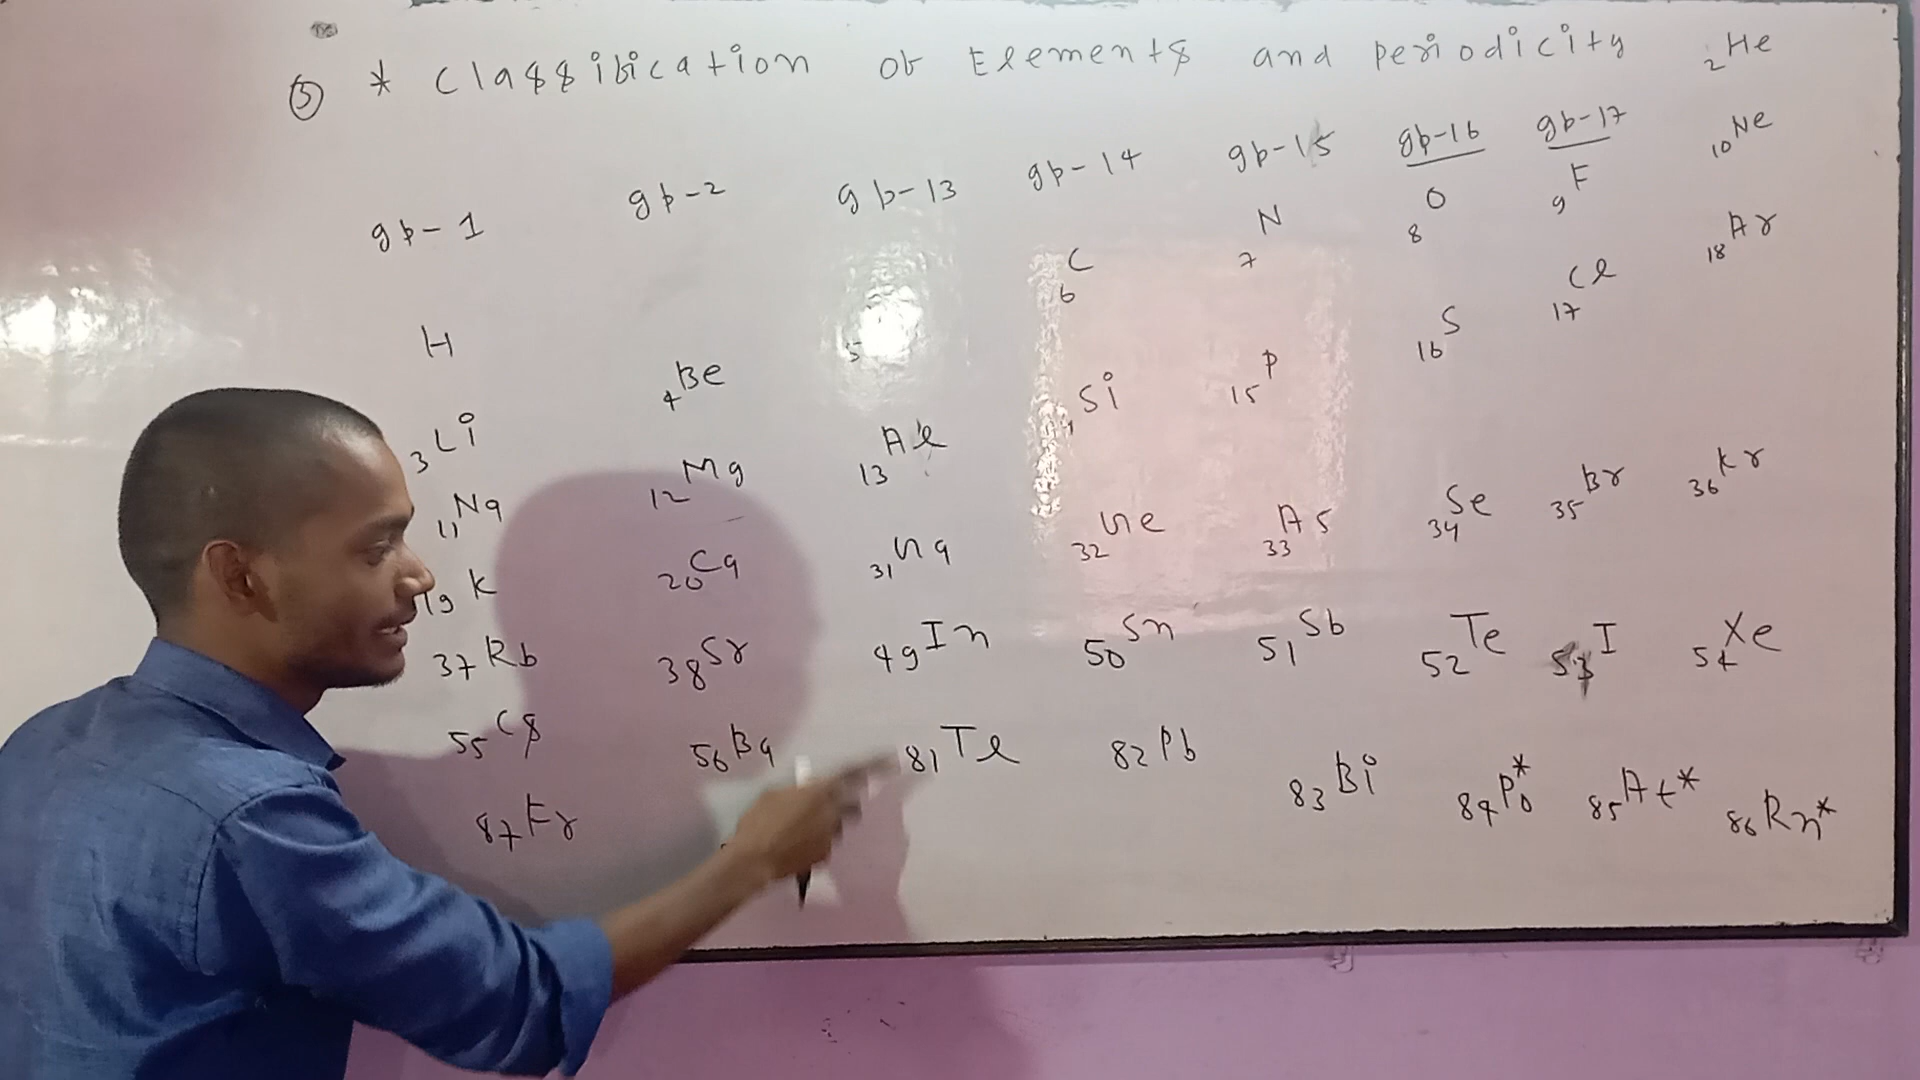 5 * Classification of Elements and periodicity
gp-1 gp-2 gp-13 gp-14 gp-15 gp-16 gp-17 2He
H 6C 7N 8O 9F 10Ne
3Li 4Be 5 Si 15P 16S 17Cl 18Ar
11Na 12Mg 13Al
19K 20Ca 31Ga 32Ge 33As 34Se 35Br 36Kr
37Rb 38Sr 49In 50Sn 51Sb 52Te 53I 54Xe
55Cs 56Ba 81Tl 82Pb 83Bi 84Po* 85At* 86Rn*
87Fr